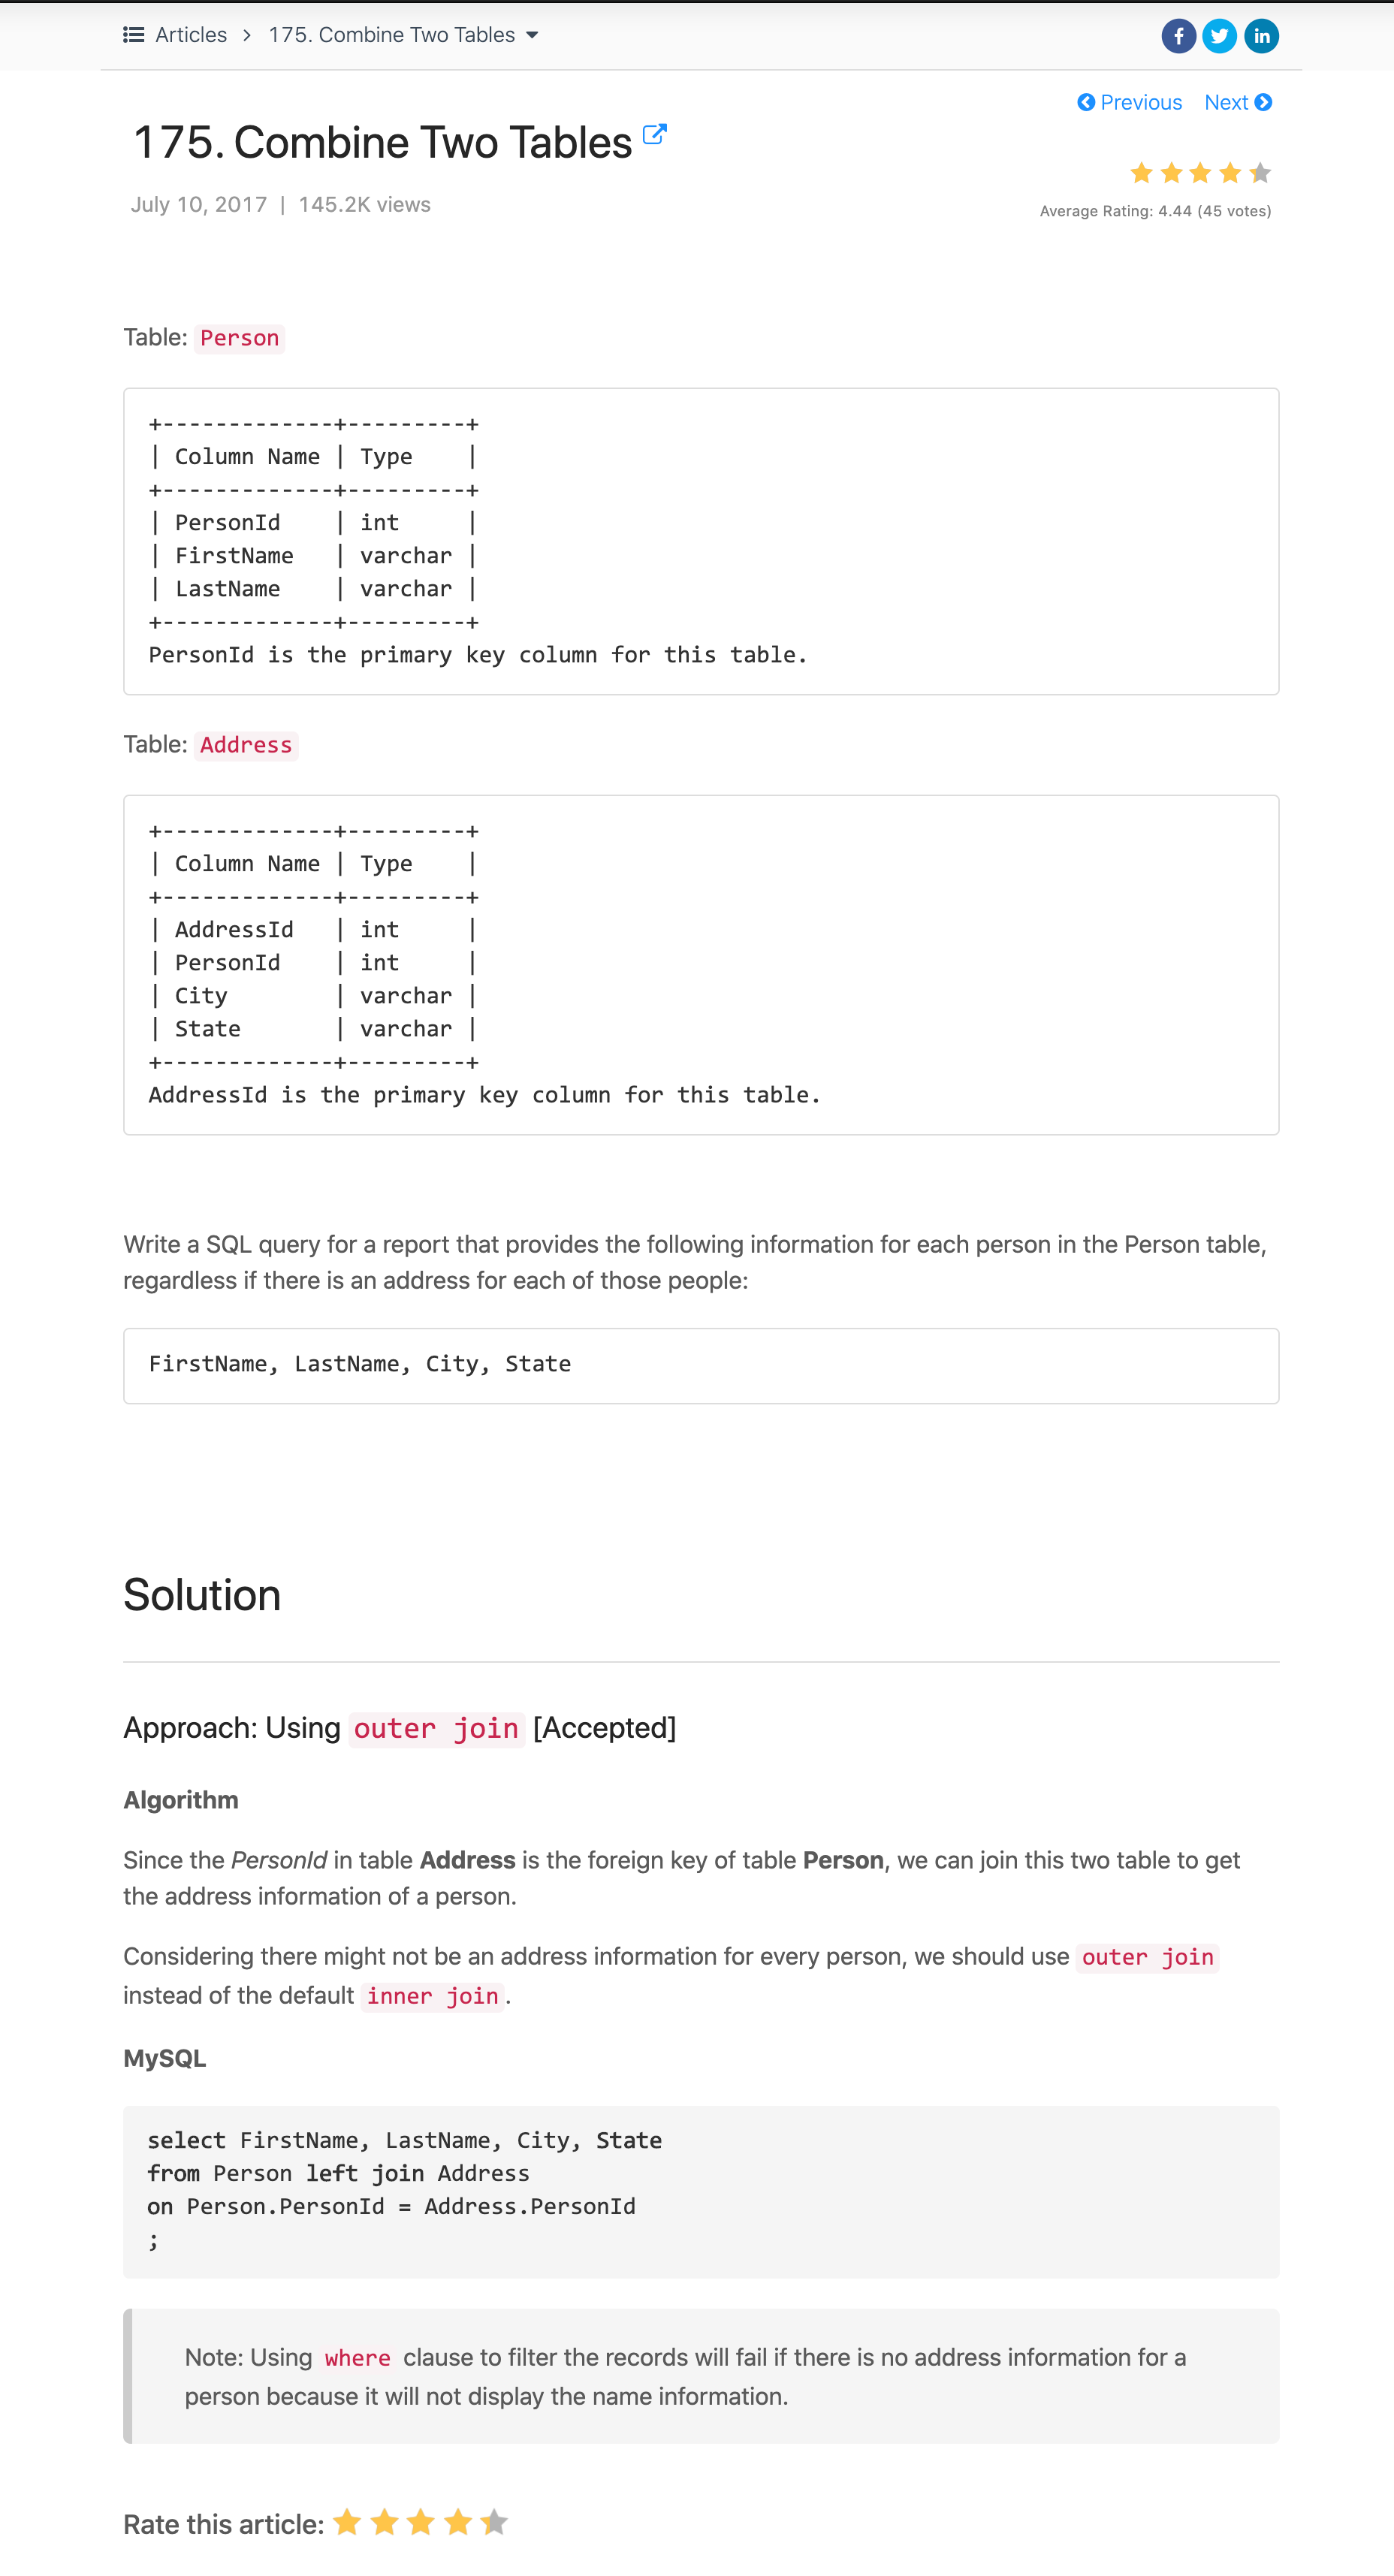 Articles > 175. Combine Two Tables
Previous Next
175. Combine Two Tables
July 10, 2017 | 145.2K views
Average Rating: 4.44 (45 votes)
Table: Person
+-------------+---------+
| Column Name | Type    |
+-------------+---------+
| PersonId    | int     |
| FirstName   | varchar |
| LastName    | varchar |
+-------------+---------+
PersonId is the primary key column for this table.
Table: Address
+-------------+---------+
| Column Name | Type    |
+-------------+---------+
| AddressId   | int     |
| PersonId    | int     |
| City        | varchar |
| State       | varchar |
+-------------+---------+
AddressId is the primary key column for this table.
Write a SQL query for a report that provides the following information for each person in the Person table,
regardless if there is an address for each of those people:
FirstName, LastName, City, State
Solution
Approach: Using outer join [Accepted]
Algorithm
Since the PersonId in table Address is the foreign key of table Person, we can join this two table to get
the address information of a person.
Considering there might not be an address information for every person, we should use outer join
instead of the default inner join.
MySQL
select FirstName, LastName, City, State
from Person left join Address
on Person.PersonId = Address.PersonId
;
Note: Using where clause to filter the records will fail if there is no address information for a
person because it will not display the name information.
Rate this article: